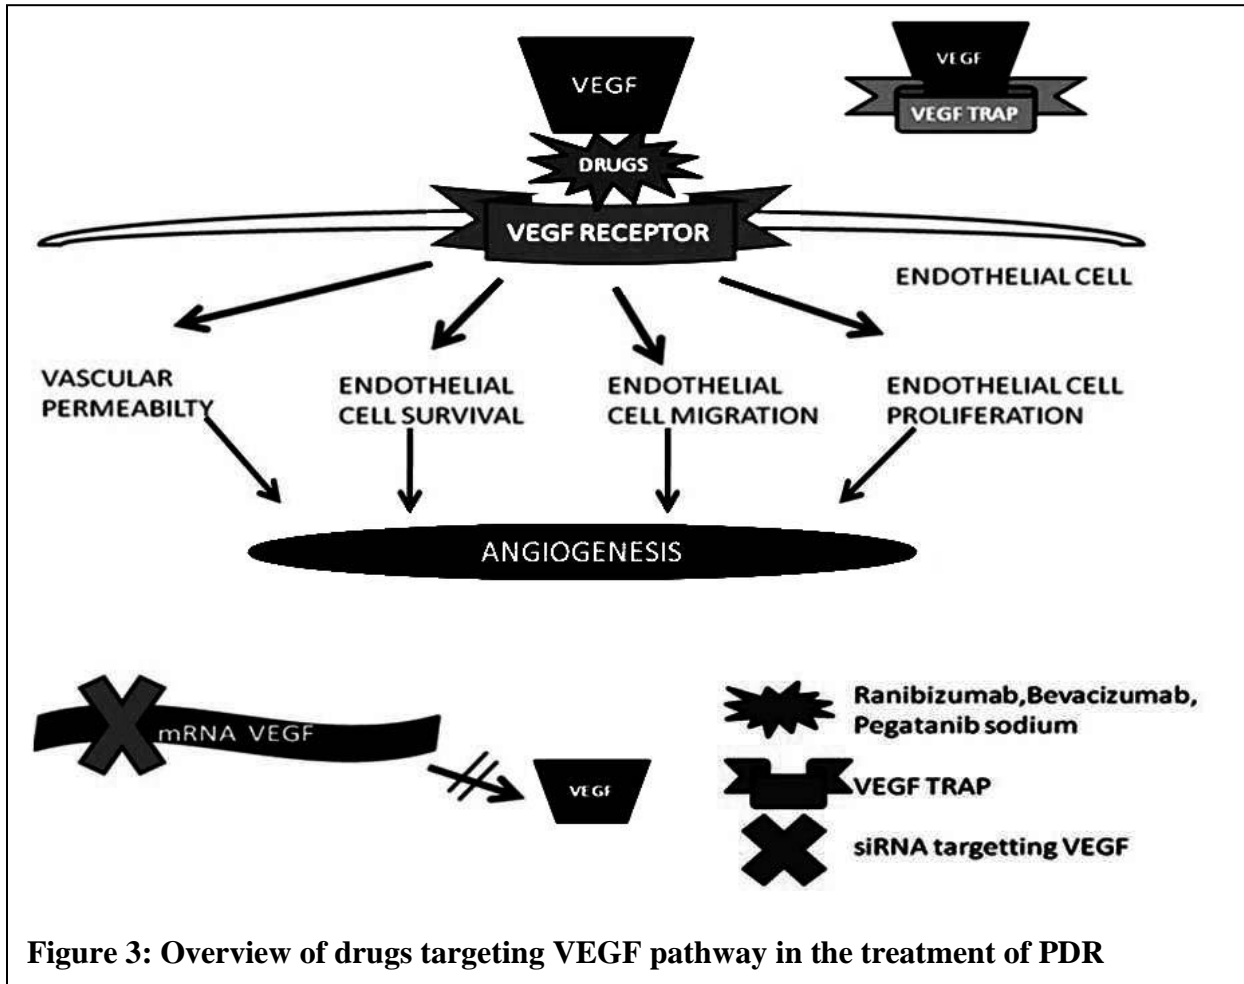 VEGF
VEGF
VEGF TRAP
DRUGS
VEGF RECEPTOR
ENDOTHELIAL CELL
VASCULAR
PERMEABILTY
ENDOTHELIAL
CELL SURVIVAL
ENDOTHELIAL
CELL MIGRATION
ENDOTHELIAL CELL
PROLIFERATION
ANGIOGENESIS
mRNA VEGF
VEGF
Ranibizumab,Bevacizumab,
Pegatanib sodium
VEGF TRAP
siRNA targetting VEGF
Figure 3: Overview of drugs targeting VEGF pathway in the treatment of PDR